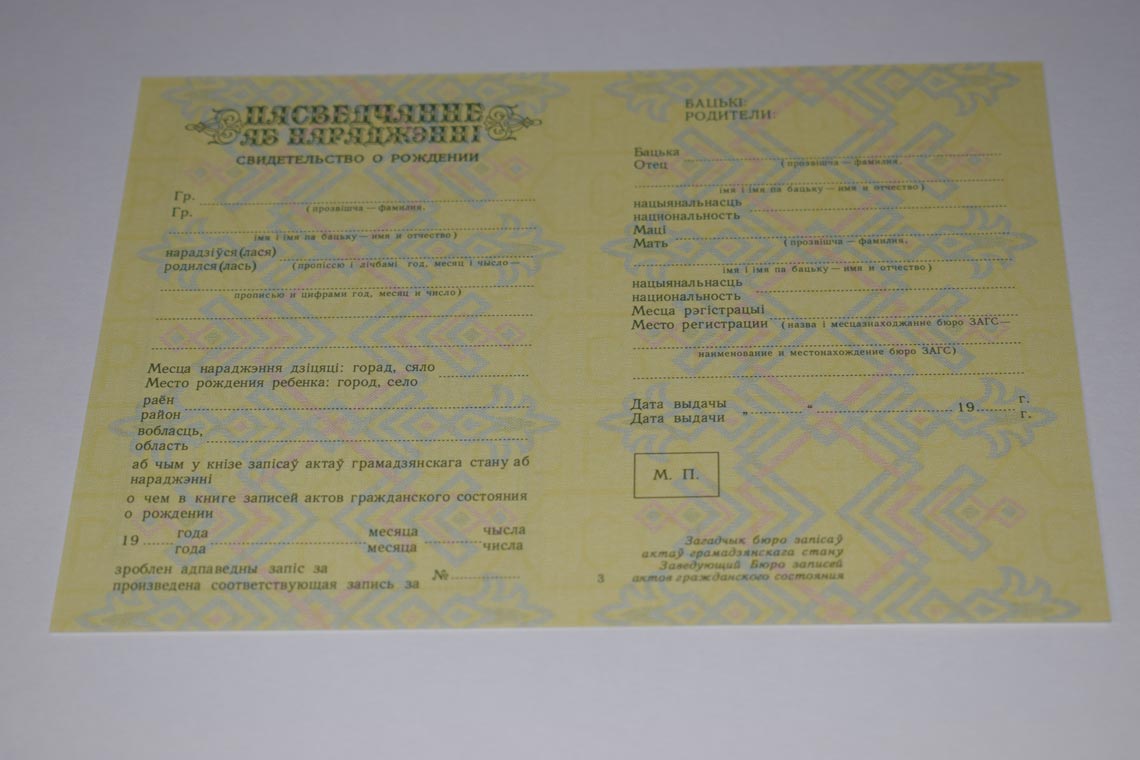 ПАСВЕДЧАННЕ
АБ НАРАДЖЭННІ
СВИДЕТЕЛЬСТВО О РОЖДЕНИИ
Гр.
Гр.
(прозвішча — фамилия,
імя і імя па бацьку — имя и отчество)
нарадзіўся(лася)
родился(лась)
(пропіссю і лічбамі год, месяц і чысло —
прописью и цифрами год, месяц и число)
Месца нараджэння дзіцяці: горад, сяло
Место рождения ребенка: город, село
раён
район
вобласць,
область
аб чым у кнізе запісаў актаў грамадзянскага стану аб
нараджэнні
о чем в книге записей актов гражданского состояния
о рождении
19 года месяца чысла
года месяца числа
зроблен адпаведны запіс за
произведена соответствующая запись за №
БАЦЬКІ:
РОДИТЕЛИ:
Бацька
Отец
(прозвішча — фамилия,
імя і імя па бацьку — имя и отчество)
нацыянальнасць
национальность
Маці
Мать
(прозвішча — фамилия,
імя і імя па бацьку — имя и отчество)
нацыянальнасць
национальность
Месца рэгістрацыі
Место регистрации (назва і месцазнаходжание бюро ЗАГС —
наименование и местонахождение бюро ЗАГС)
Дата выдачы г.
Дата выдачи „ “ 19 г.
М. П.
Загадчык бюро запісаў
актаў грамадзянскага стану
Заведующий Бюро записей
актов гражданского состояния
3